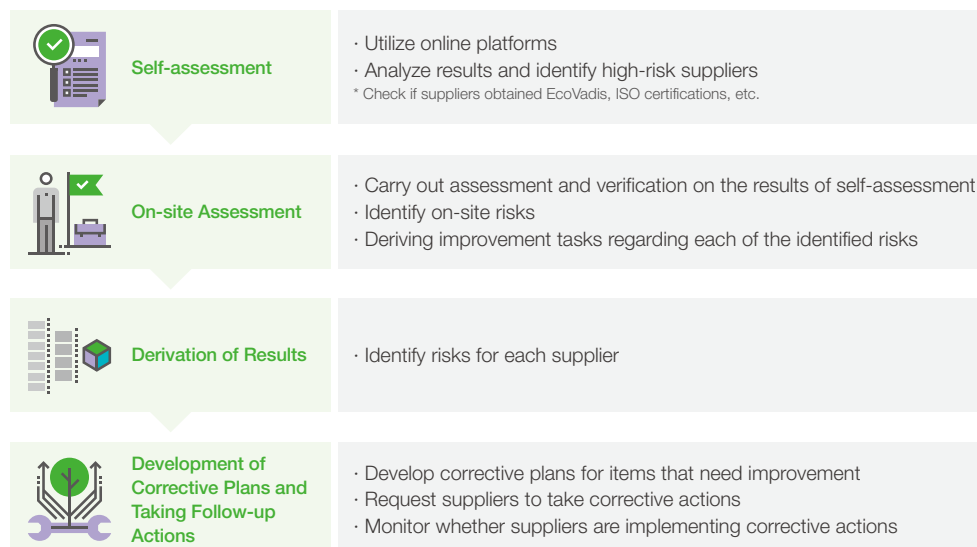 Self-assessment
· Utilize online platforms
· Analyze results and identify high-risk suppliers
* Check if suppliers obtained EcoVadis, ISO certifications, etc.
On-site Assessment
· Carry out assessment and verification on the results of self-assessment
· Identify on-site risks
· Deriving improvement tasks regarding each of the identified risks
Derivation of Results
· Identify risks for each supplier
Development of
Corrective Plans and
Taking Follow-up
Actions
· Develop corrective plans for items that need improvement
· Request suppliers to take corrective actions
· Monitor whether suppliers are implementing corrective actions